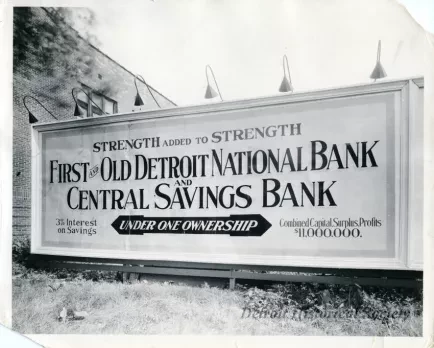 STRENGTH ADDED TO STRENGTH
FIRST AND OLD DETROIT NATIONAL BANK
AND
CENTRAL SAVINGS BANK
3% Interest
on Savings
UNDER ONE OWNERSHIP
Combined Capital, Surplus, Profits
$11,000,000.
Detroit Historical Society